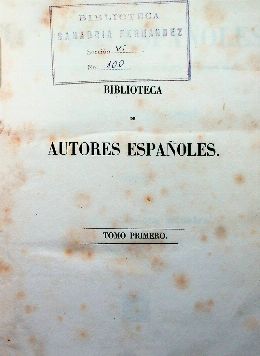 BIBLIOTECA
SANABRIA FERNANDEZ
Sección VI
No. 100
BIBLIOTECA
DE
AUTORES ESPAÑOLES.
TOMO PRIMERO.